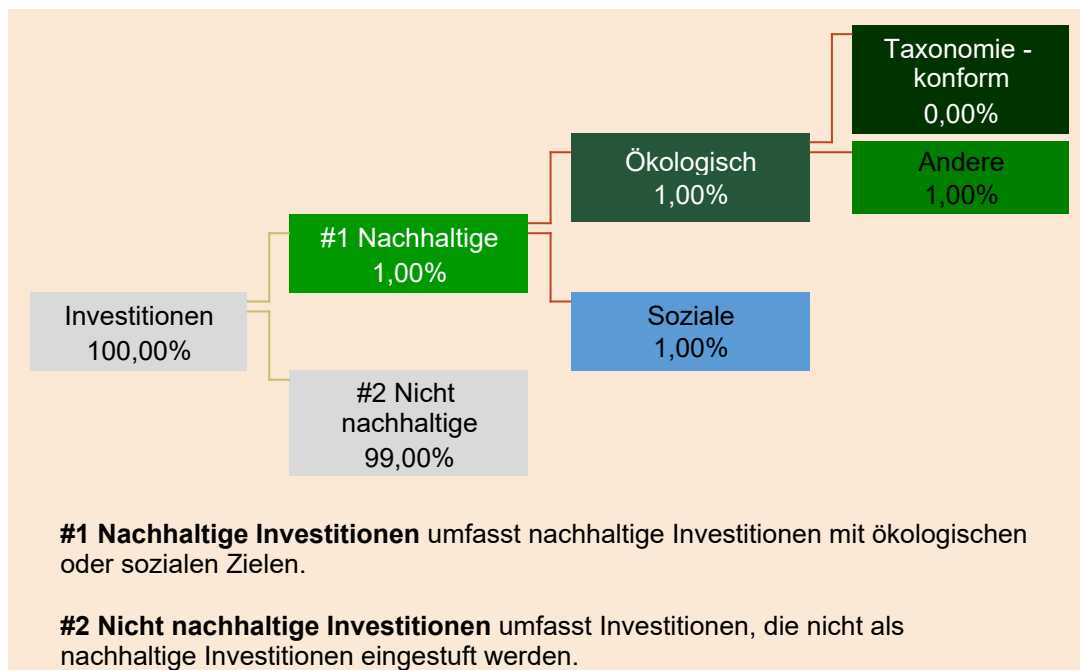 Taxonomie -
konform
0,00%
Ökologisch
1,00%
Andere
1,00%
#1 Nachhaltige
1,00%
Investitionen
100,00%
Soziale
1,00%
#2 Nicht
nachhaltige
99,00%
#1 Nachhaltige Investitionen umfasst nachhaltige Investitionen mit ökologischen
oder sozialen Zielen.
#2 Nicht nachhaltige Investitionen umfasst Investitionen, die nicht als
nachhaltige Investitionen eingestuft werden.